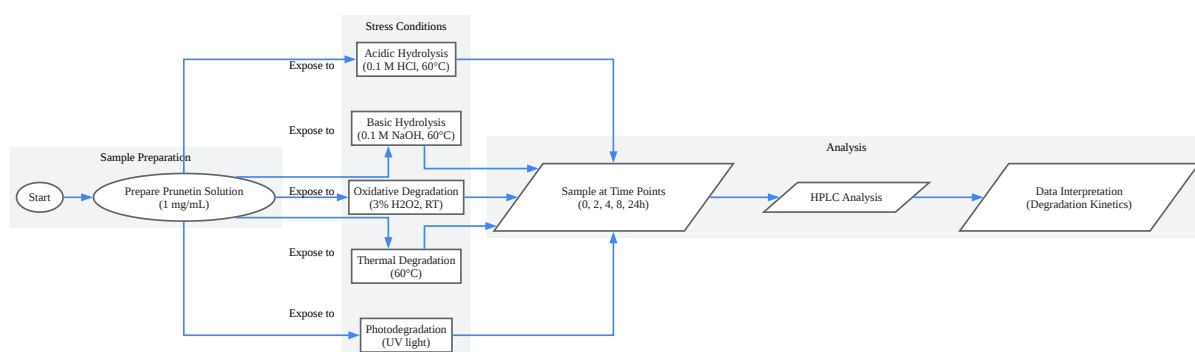 Stress Conditions
Acidic Hydrolysis
(0.1 M HCl, 60°C)
Expose to
Basic Hydrolysis
(0.1 M NaOH, 60°C)
Expose to
Sample Preparation
Analysis
Start
Prepare Prunetin Solution
(1 mg/mL)
Expose to
Oxidative Degradation
(3% H2O2, RT)
Sample at Time Points
(0, 2, 4, 8, 24h)
HPLC Analysis
Data Interpretation
(Degradation Kinetics)
Expose to
Thermal Degradation
(60°C)
Expose to
Photodegradation
(UV light)